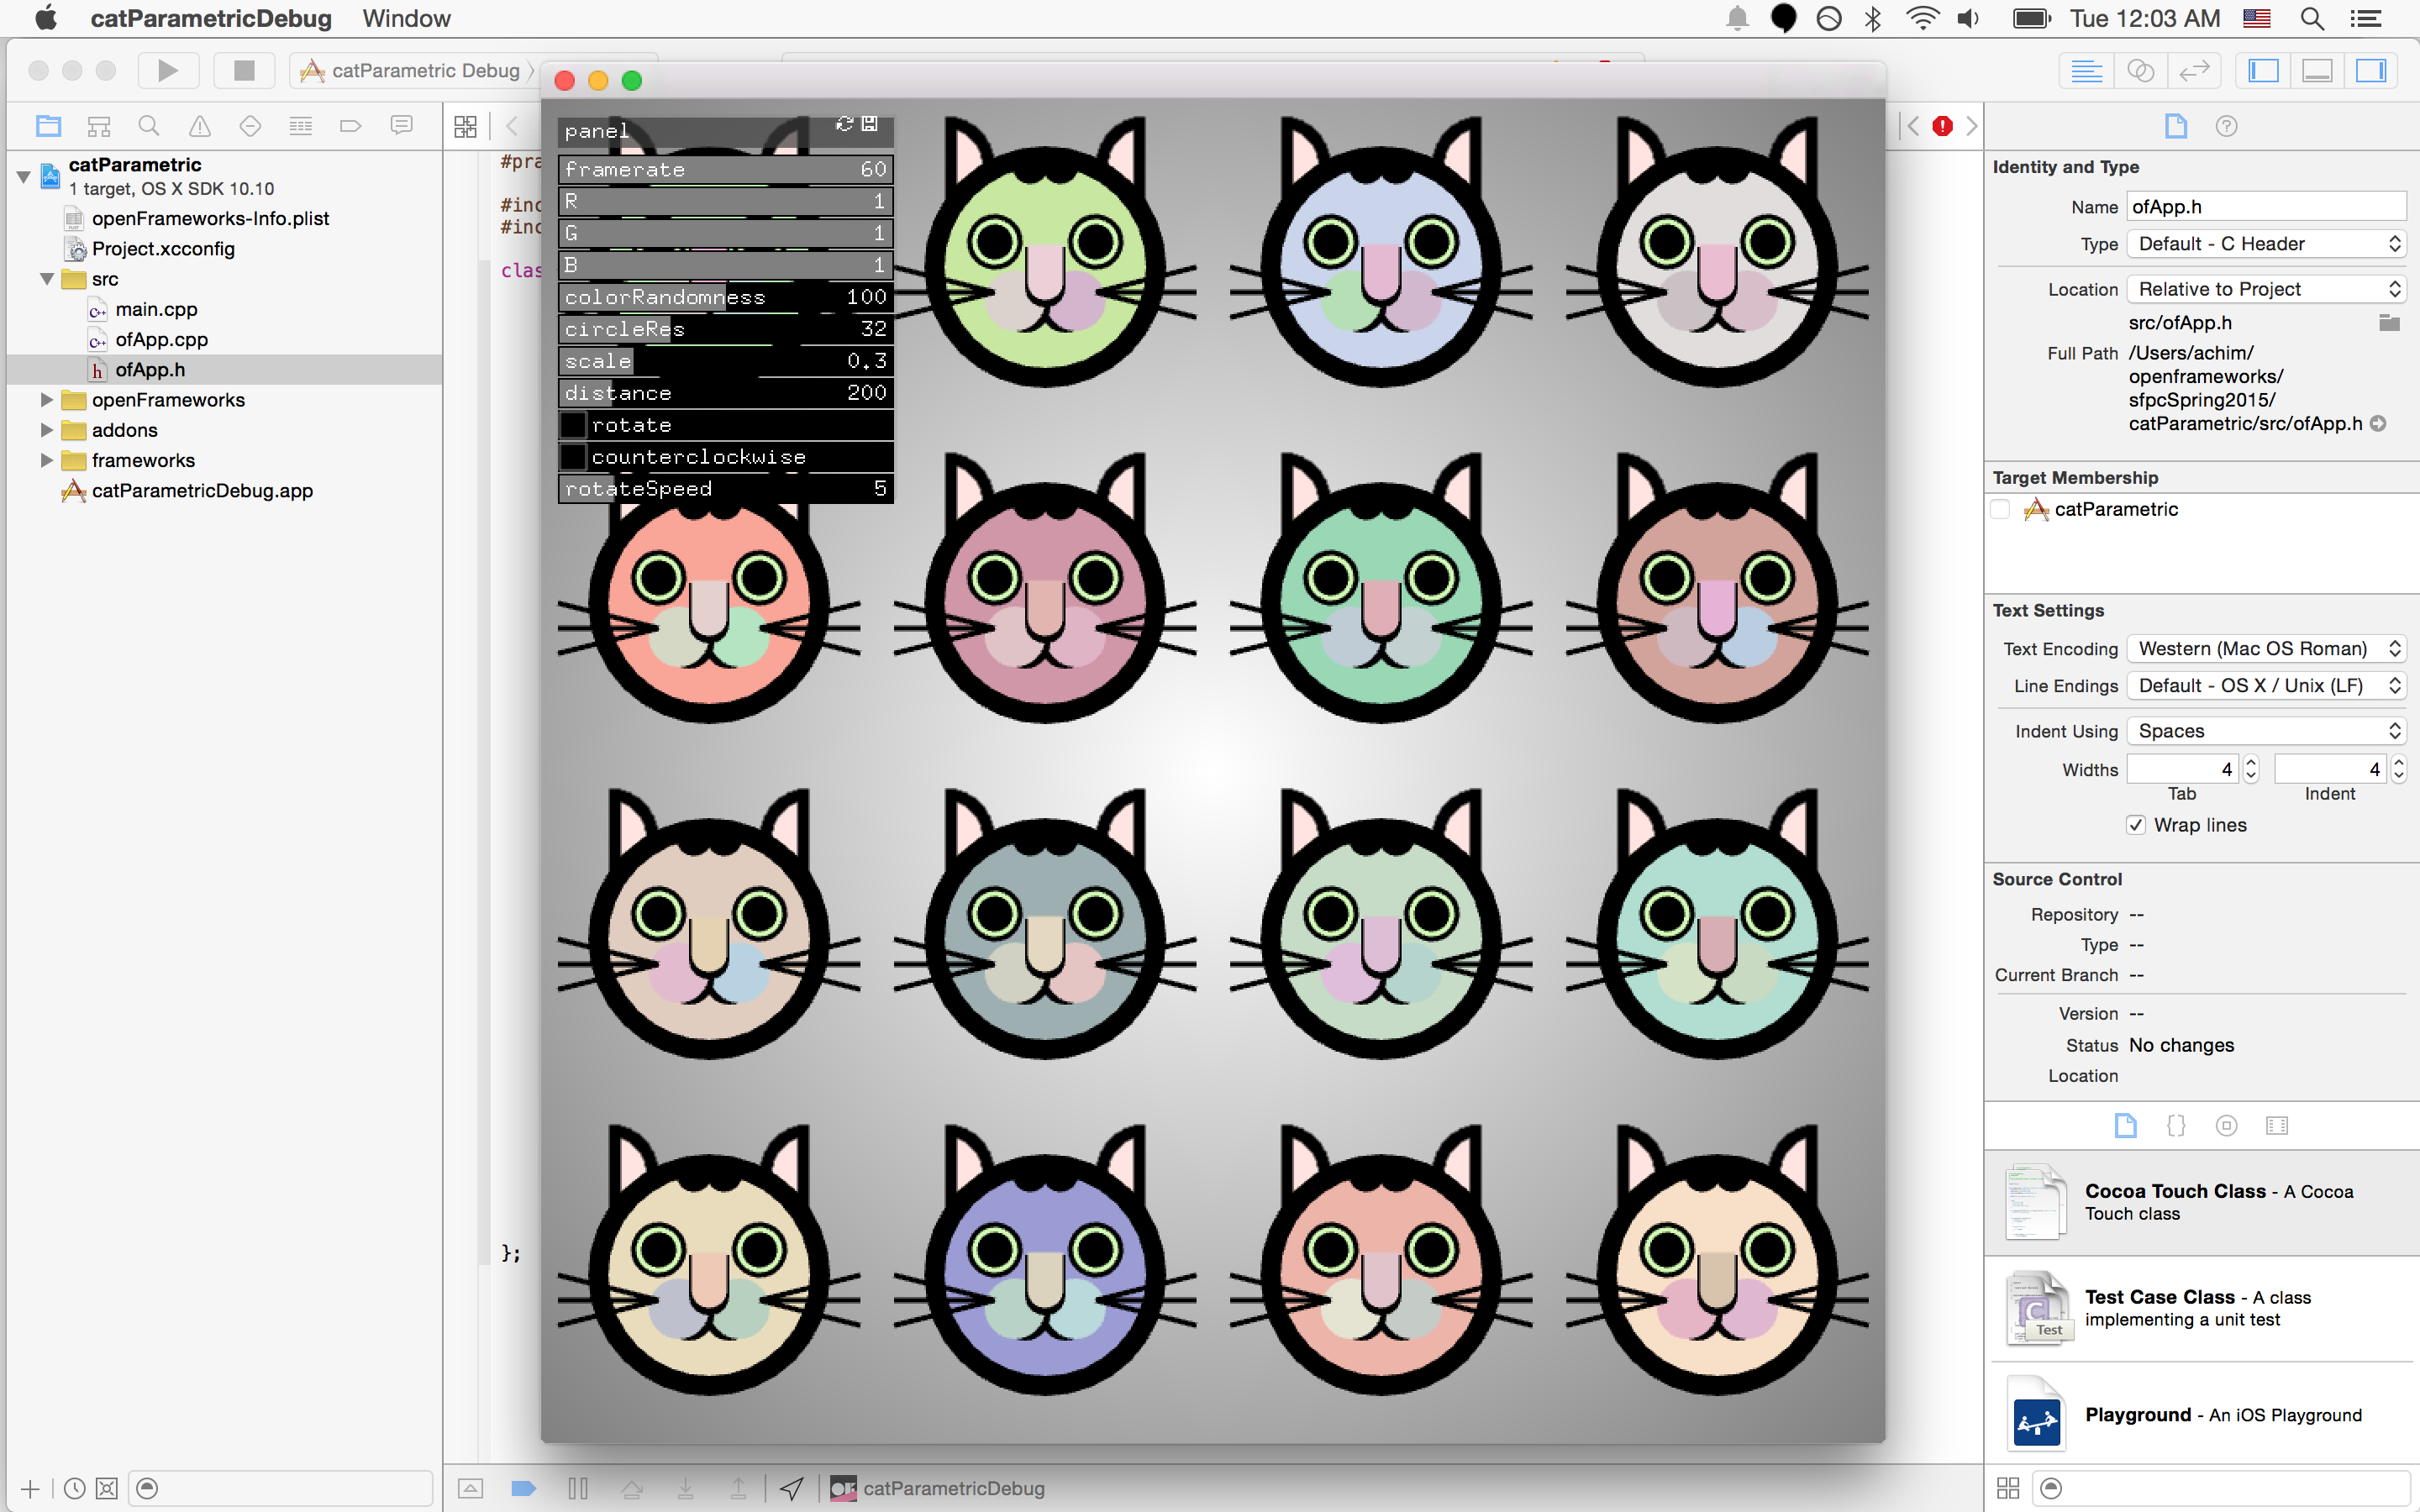 catParametricDebug Window
Tue 12:03 AM
catParametric Debug
catParametric
1 target, OS X SDK 10.10
openFrameworks-Info.plist
Project.xcconfig
src
main.cpp
ofApp.cpp
h ofApp.h
openFrameworks
addons
frameworks
catParametricDebug.app
#pra
#inc
#inc
clas
};
panel
framerate 60
R 1
G 1
B 1
colorRandomness 100
circleRes 32
scale 0.3
distance 200
rotate
counterclockwise
rotateSpeed 5
catParametricDebug
Identity and Type
Name ofApp.h
Type Default - C Header
Location Relative to Project
src/ofApp.h
Full Path /Users/achim/
openframeworks/
sfpcSpring2015/
catParametric/src/ofApp.h
Target Membership
catParametric
Text Settings
Text Encoding Western (Mac OS Roman)
Line Endings Default - OS X / Unix (LF)
Indent Using Spaces
Widths 4 4
Tab Indent
Wrap lines
Source Control
Repository --
Type --
Current Branch --
Version --
Status No changes
Location
{}
Cocoa Touch Class - A Cocoa
Touch class
Test Case Class - A class
implementing a unit test
C
Test
Playground - An iOS Playground